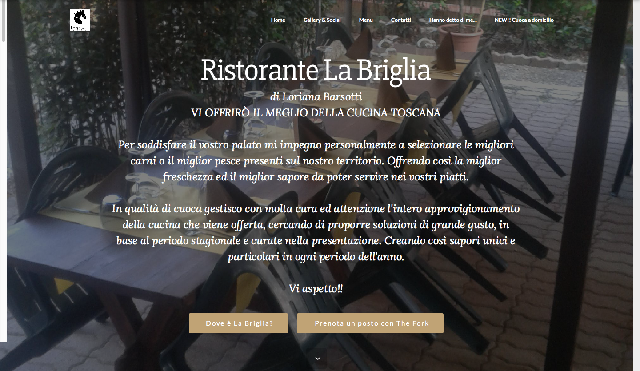 Home Gallery & Social Menu Contatti Hanno detto di me... NEW !! Cuoca a domicilio
Ristorante La Briglia
di Loriana Barsotti
VI OFFRIRÒ IL MEGLIO DELLA CUCINA TOSCANA
Per soddisfare il vostro palato mi impegno personalmente a selezionare le migliori
carni o il miglior pesce presenti sul nostro territorio. Offrendo così la miglior
freschezza ed il miglior sapore da poter servire nei vostri piatti.
In qualità di cuoca gestisco con molta cura ed attenzione l'intero approvigionamento
della cucina che viene offerta, cercando di proporre soluzioni di grande gusto, in
base al periodo stagionale e curate nella presentazione. Creando così sapori unici e
particolari in ogni periodo dell'anno.
Vi aspetto!!
Dove è La Briglia? Prenota un posto con The Fork